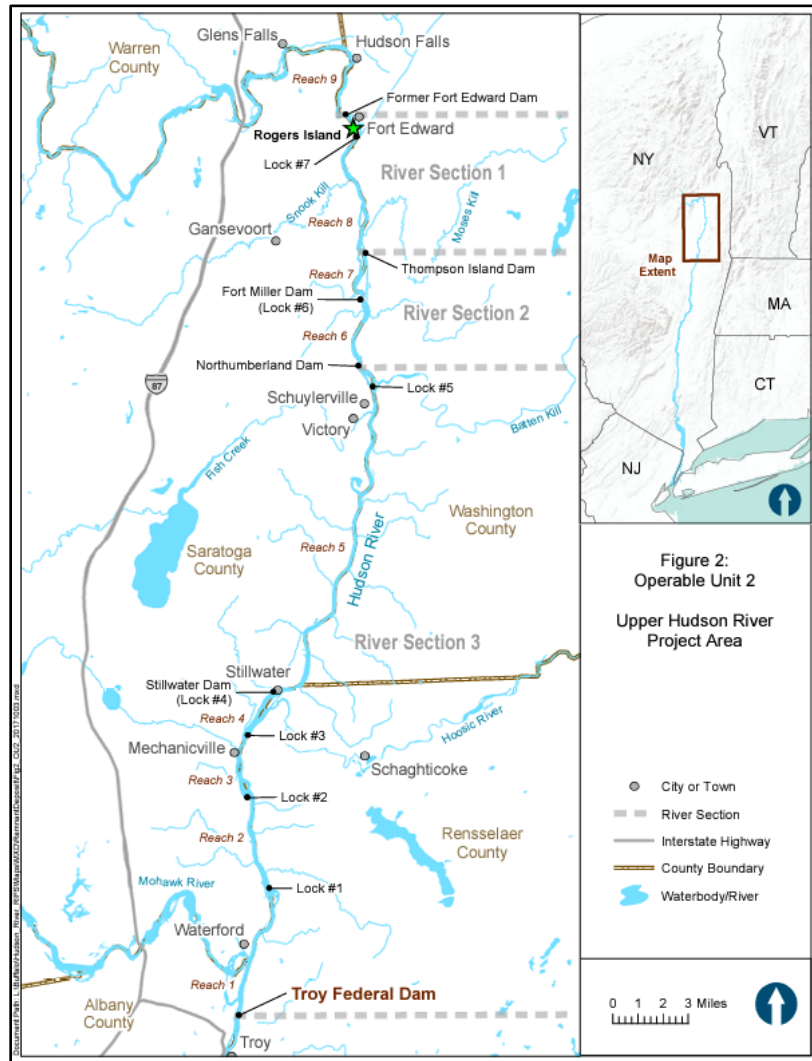 Glens Falls
Hudson Falls
Warren
County
Reach 9
Former Fort Edward Dam
Fort Edward
Rogers Island
Lock #7
River Section 1
Snook Kill
Moses Kill
Gansevoort
Reach 8
Thompson Island Dam
Reach 7
Fort Miller Dam
(Lock #6)
River Section 2
Reach 6
Northumberland Dam
87
Lock #5
Schuylerville
Victory
Batten Kill
Fish Creek
Washington
County
Reach 5
Saratoga
County
Hudson River
River Section 3
Stillwater
Stillwater Dam
(Lock #4)
Reach 4
Hoosic River
Lock #3
Mechanicville
Schaghticoke
Reach 3
Lock #2
Reach 2
Rensselaer
County
Mohawk River
Lock #1
Waterford
Reach 1
Troy Federal Dam
Albany
County
Troy
NY
VT
Map
Extent
MA
CT
NJ
Figure 2:
Operable Unit 2
Upper Hudson River
Project Area
City or Town
River Section
Interstate Highway
County Boundary
Waterbody/River
0 1 2 3 Miles